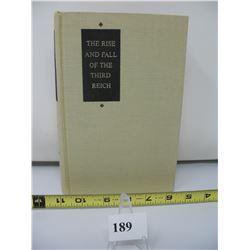 THE RISE
AND FALL
OF THE
THIRD
REICH
189